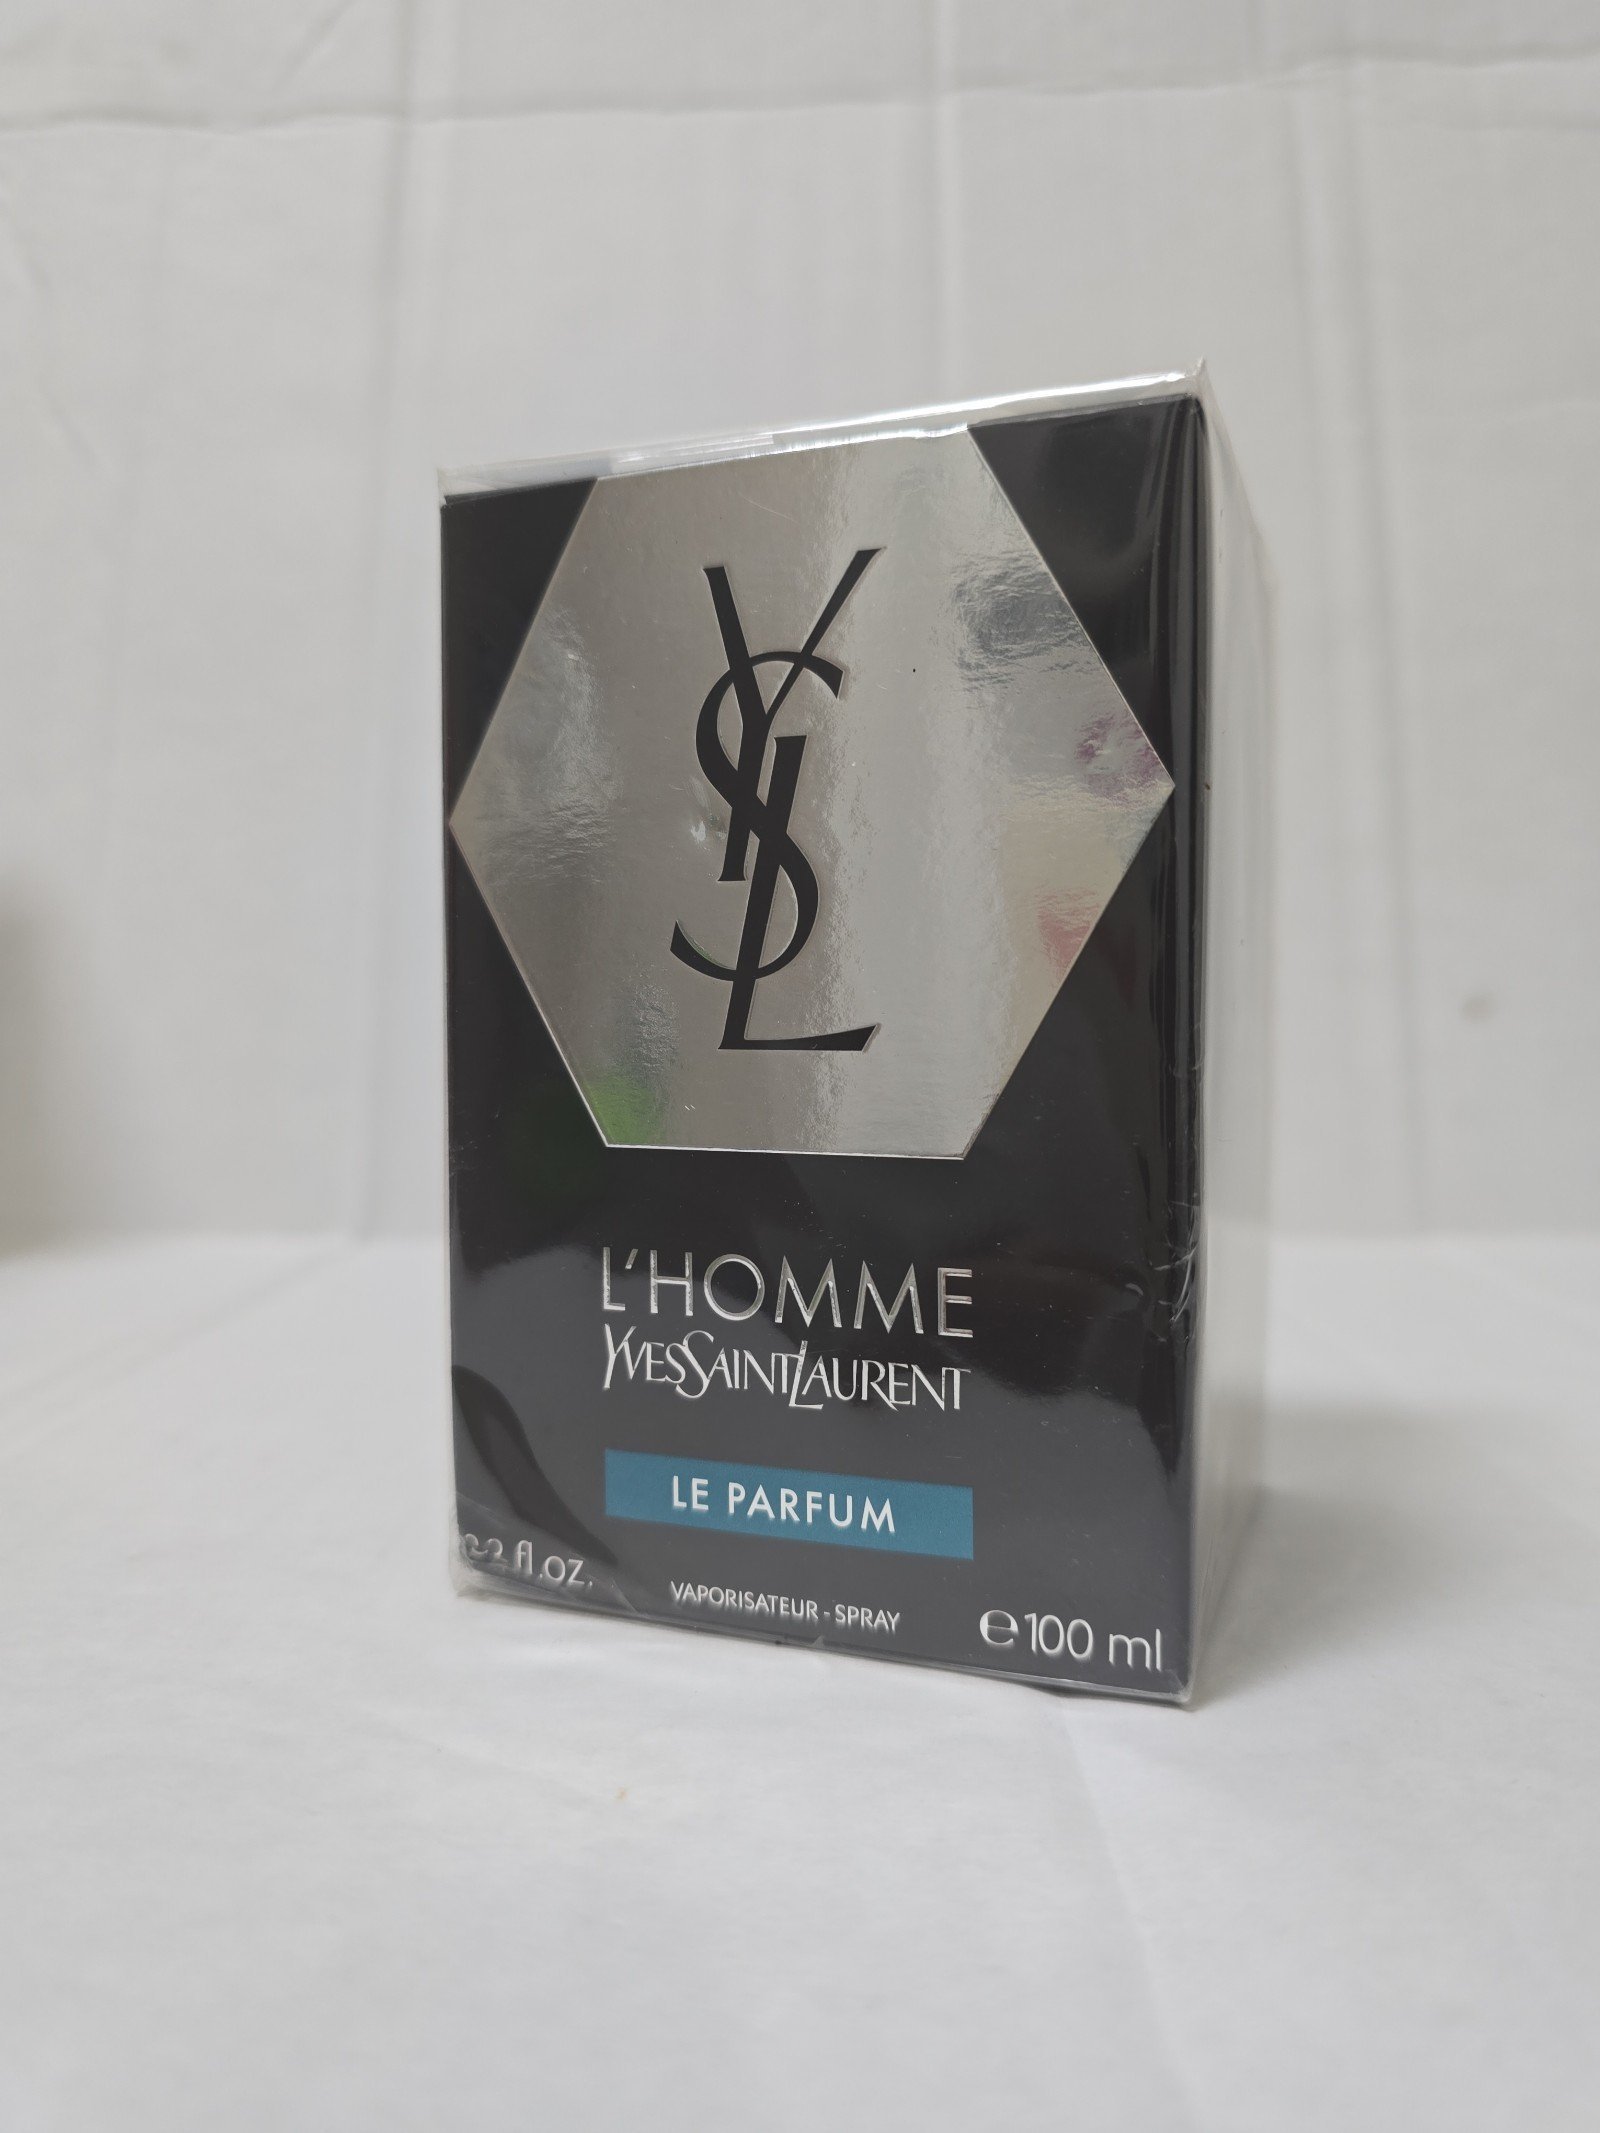 YSL
L'HOMME
YVESSAINTLAURENT
LE PARFUM
fl.oz.
VAPORISATEUR - SPRAY
℮100 ml